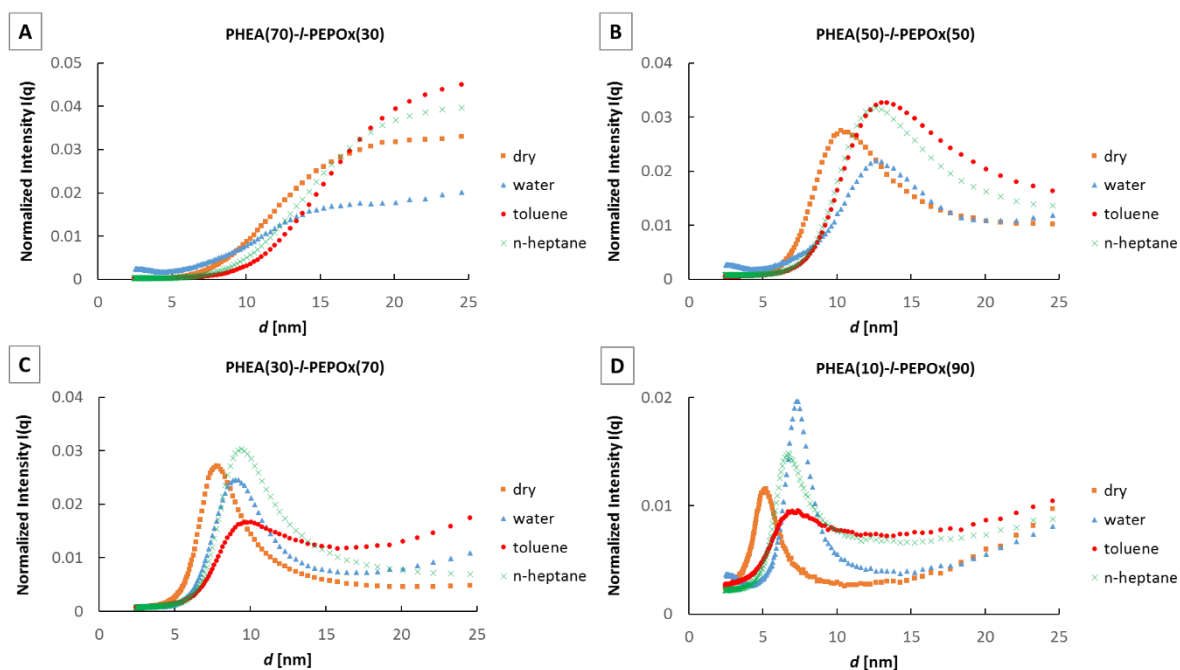 A
PHEA(70)-l-PEPOx(30)
Normalized Intensity I(q)
0.05
0.04
0.03
0.02
0.01
0
0 5 10 15 20 25
d [nm]
dry
water
toluene
n-heptane
B
PHEA(50)-l-PEPOx(50)
Normalized Intensity I(q)
0.04
0.03
0.02
0.01
0
0 5 10 15 20 25
d [nm]
dry
water
toluene
n-heptane
C
PHEA(30)-l-PEPOx(70)
Normalized Intensity I(q)
0.04
0.03
0.02
0.01
0
0 5 10 15 20 25
d [nm]
dry
water
toluene
n-heptane
D
PHEA(10)-l-PEPOx(90)
Normalized Intensity I(q)
0.02
0.01
0
0 5 10 15 20 25
d [nm]
dry
water
toluene
n-heptane